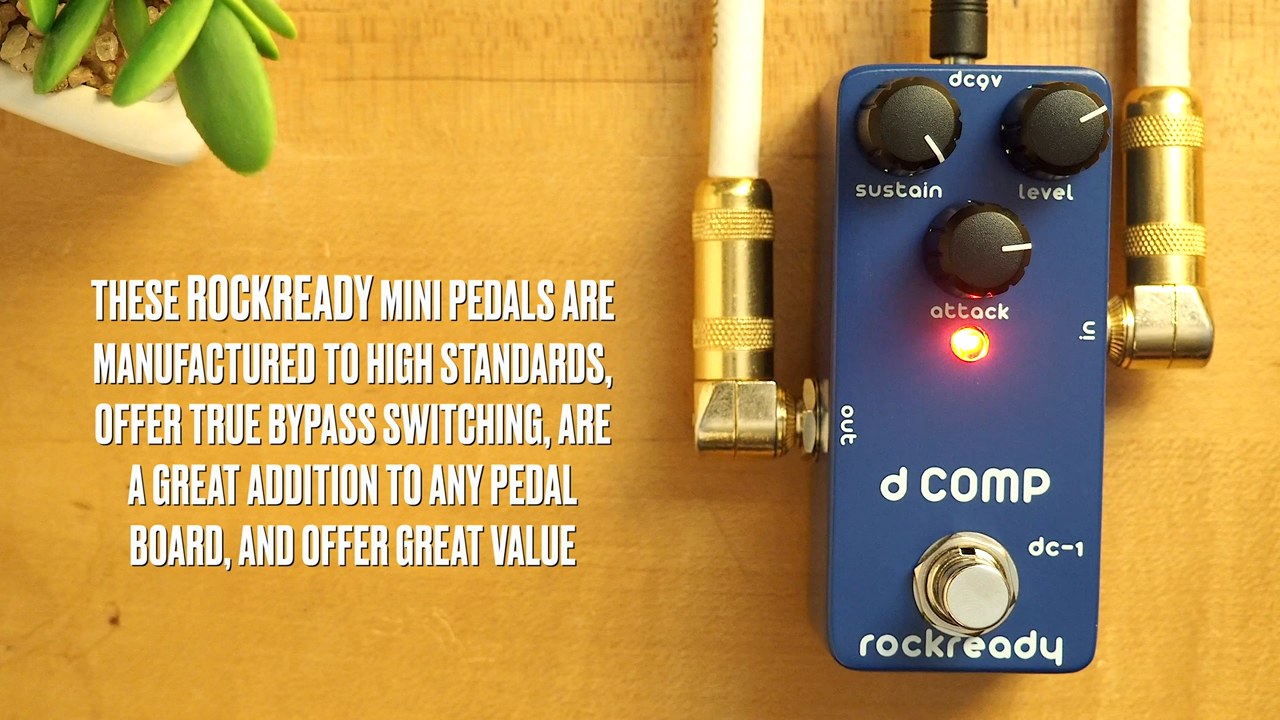 THESE ROCKREADY MINI PEDALS ARE
MANUFACTURED TO HIGH STANDARDS,
OFFER TRUE BYPASS SWITCHING, ARE
A GREAT ADDITION TO ANY PEDAL
BOARD, AND OFFER GREAT VALUE
dc9v
sustain
level
attack
in
out
d comp
dc-1
rockready